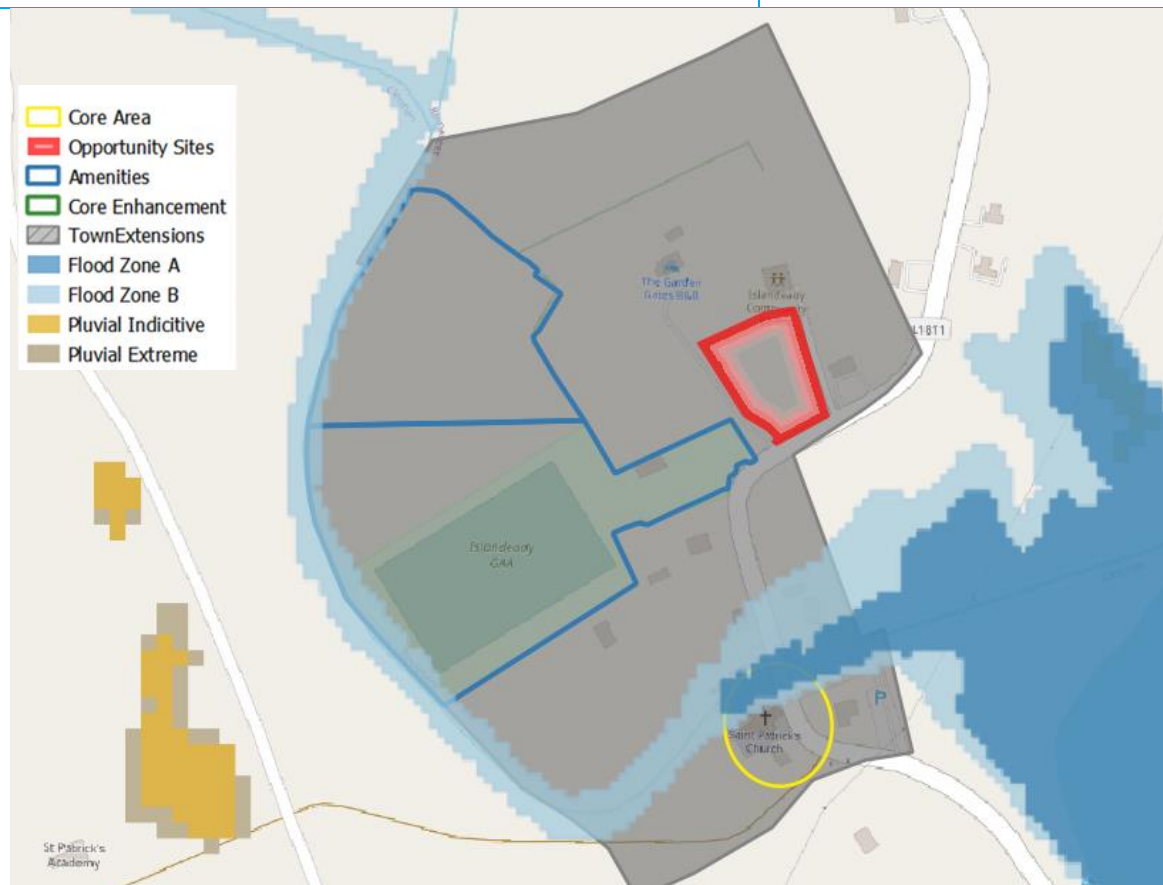 Core Area
Opportunity Sites
Amenities
Core Enhancement
TownExtensions
Flood Zone A
Flood Zone B
Pluvial Indicitive
Pluvial Extreme
The Garden
Gates B&B
Islandeady
L1811
Islandeady
GAA
P
Saint Patrick's
Church
St Patrick's
Academy